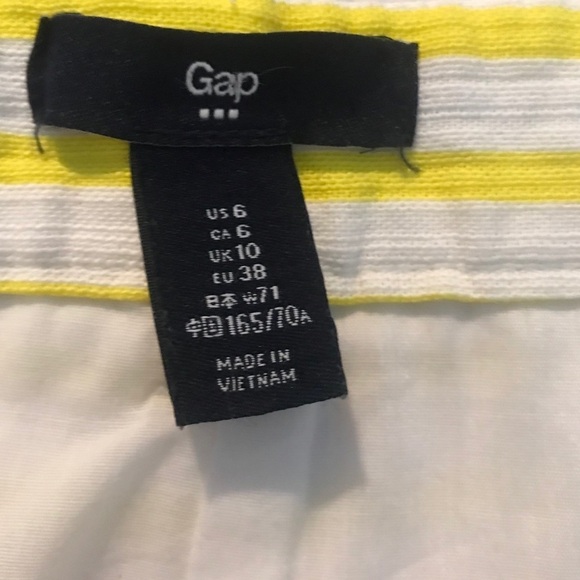 Gap
US 6
CA 6
UK 10
EU 38
日本 W71
中国 165/70A
MADE IN
VIETNAM